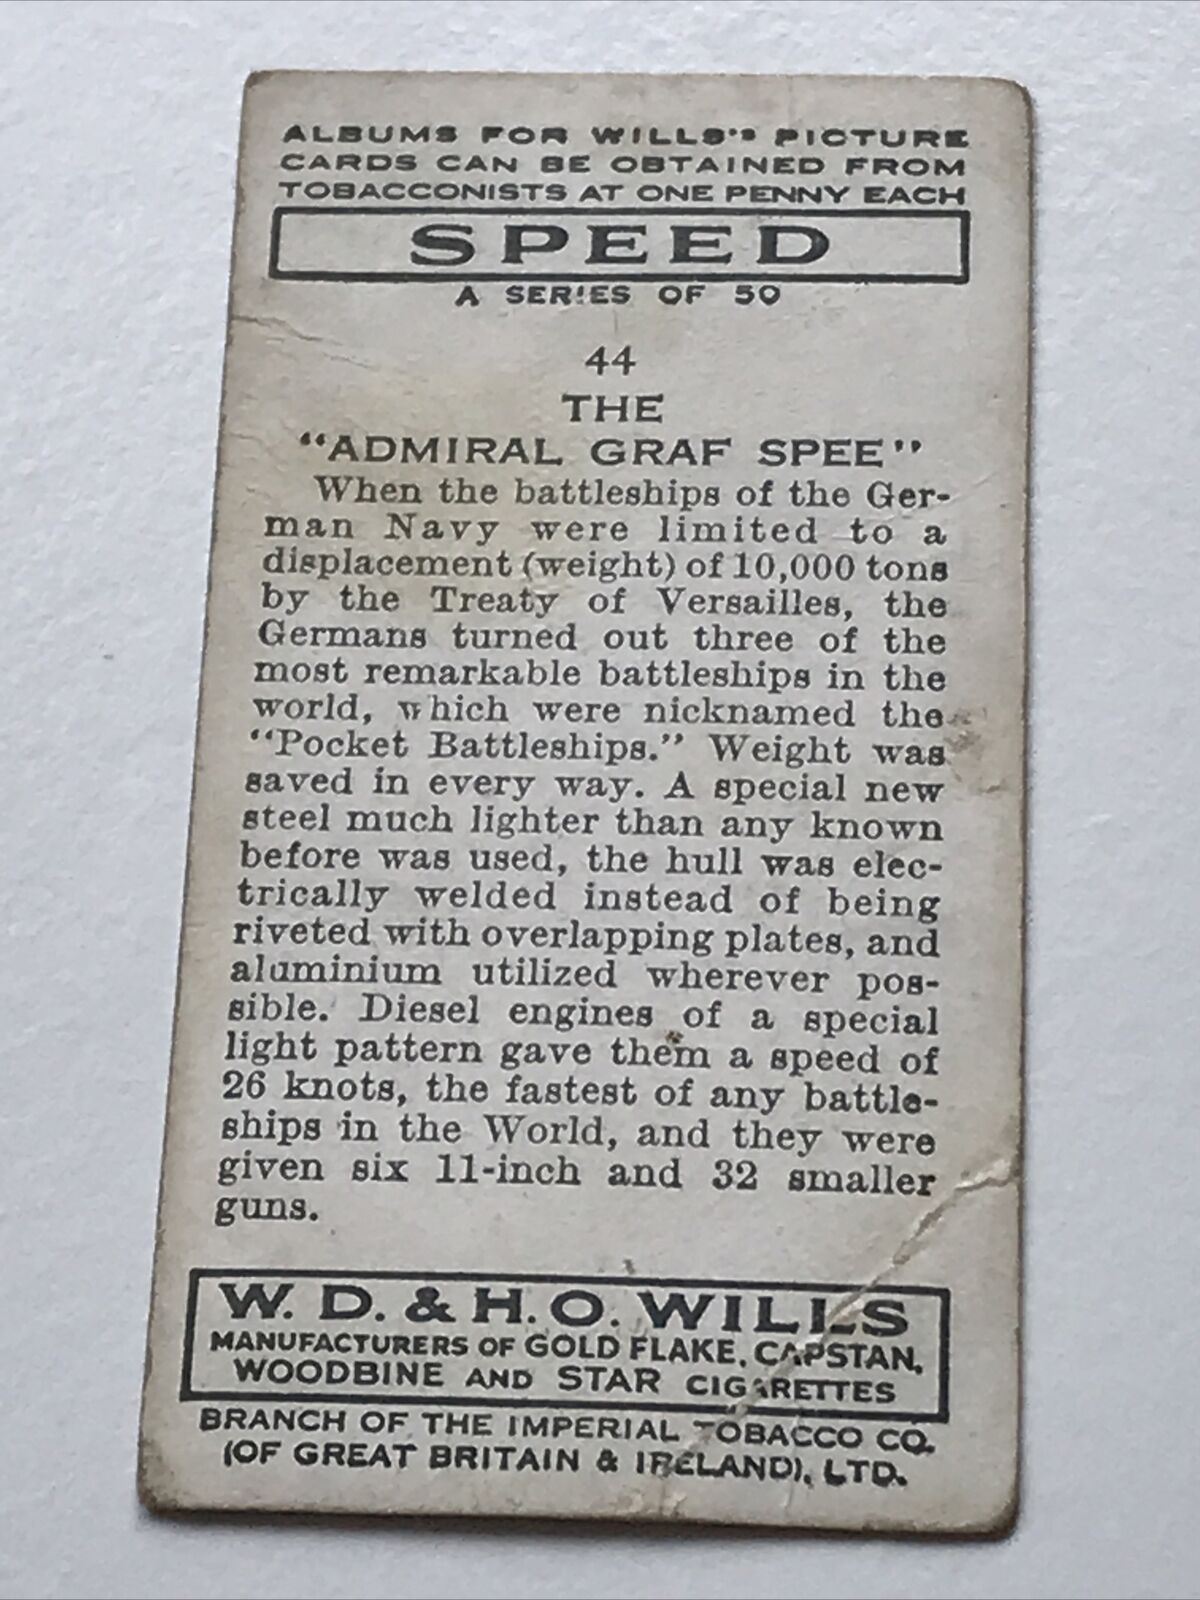 ALBUMS FOR WILLS'S PICTURE
CARDS CAN BE OBTAINED FROM
TOBACCONISTS AT ONE PENNY EACH
SPEED
A SERIES OF 50
44
THE
"ADMIRAL GRAF SPEE"
When the battleships of the Ger-
man Navy were limited to a
displacement (weight) of 10,000 tons
by the Treaty of Versailles, the
Germans turned out three of the
most remarkable battleships in the
world, which were nicknamed the
"Pocket Battleships." Weight was
saved in every way. A special new
steel much lighter than any known
before was used, the hull was elec-
trically welded instead of being
riveted with overlapping plates, and
aluminium utilized wherever pos-
sible. Diesel engines of a special
light pattern gave them a speed of
26 knots, the fastest of any battle-
ships in the World, and they were
given six 11-inch and 32 smaller
guns.
W. D. & H. O. WILLS
MANUFACTURERS OF GOLD FLAKE, CAPSTAN,
WOODBINE AND STAR CIGARETTES
BRANCH OF THE IMPERIAL TOBACCO CO.
(OF GREAT BRITAIN & IRELAND), LTD.